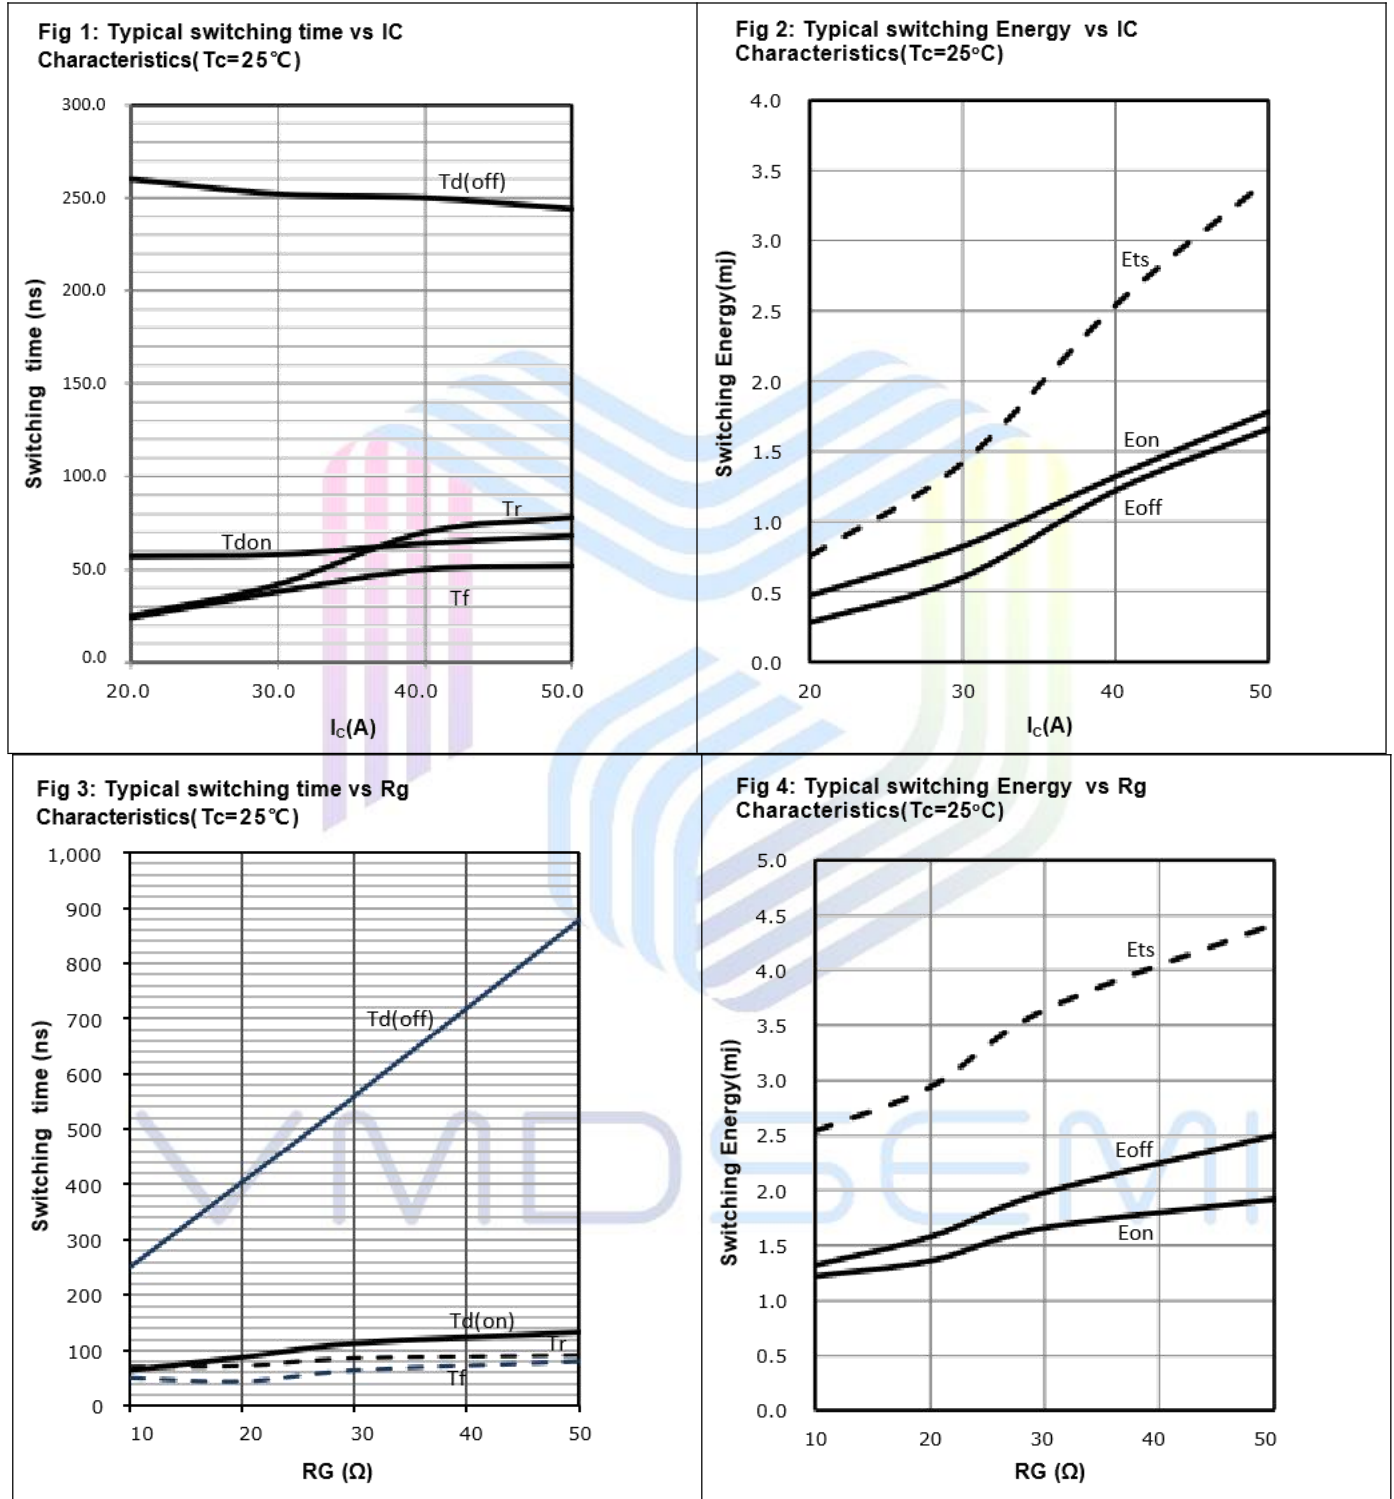 Fig 1: Typical switching time vs IC
Characteristics(Tc=25℃)
300.0
250.0
200.0
150.0
100.0
50.0
0.0
Switching time (ns)
Td(off)
Tr
Tdon
Tf
20.0 30.0 40.0 50.0
IC(A)
Fig 2: Typical switching Energy vs IC
Characteristics(Tc=25°C)
4.0
3.5
3.0
2.5
2.0
1.5
1.0
0.5
0.0
Switching Energy(mj)
Ets
Eon
Eoff
20 30 40 50
IC(A)
Fig 3: Typical switching time vs Rg
Characteristics(Tc=25℃)
1,000
900
800
700
600
500
400
300
200
100
0
Switching time (ns)
Td(off)
Td(on)
Tr
Tf
10 20 30 40 50
RG (Ω)
Fig 4: Typical switching Energy vs Rg
Characteristics(Tc=25°C)
5.0
4.5
4.0
3.5
3.0
2.5
2.0
1.5
1.0
0.5
0.0
Switching Energy(mj)
Ets
Eoff
Eon
10 20 30 40 50
RG (Ω)
VMDSEMI